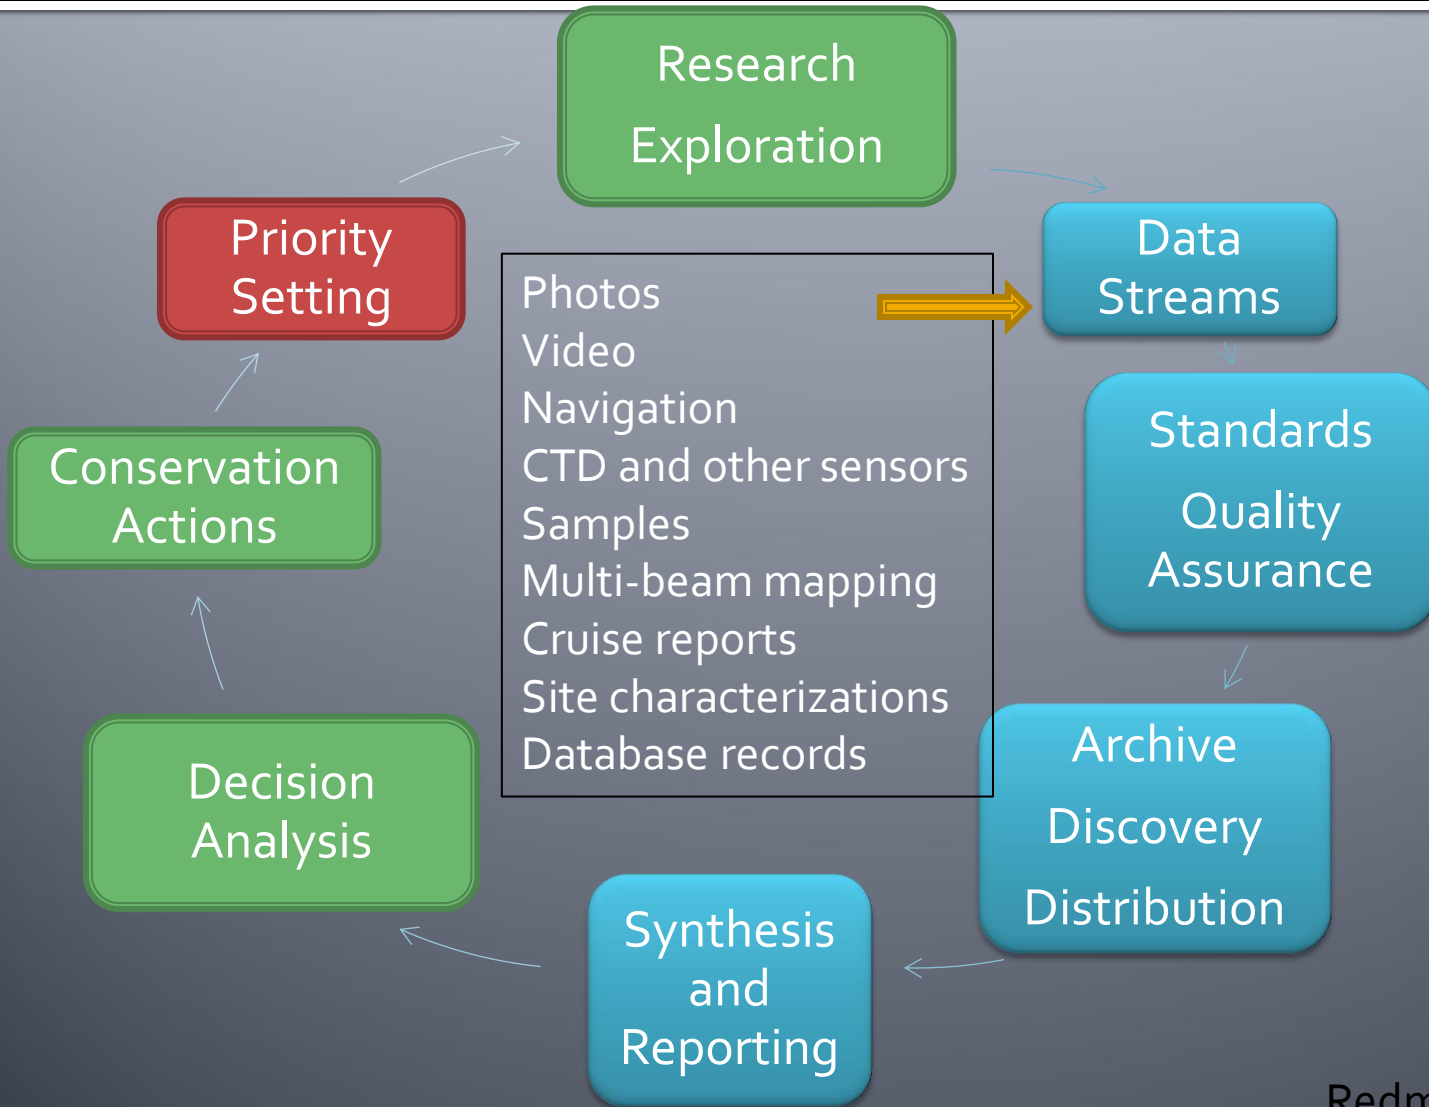 Research
Exploration
Data
Streams
Standards
Quality
Assurance
Archive
Discovery
Distribution
Synthesis
and
Reporting
Decision
Analysis
Conservation
Actions
Priority
Setting
Photos
Video
Navigation
CTD and other sensors
Samples
Multi-beam mapping
Cruise reports
Site characterizations
Database records